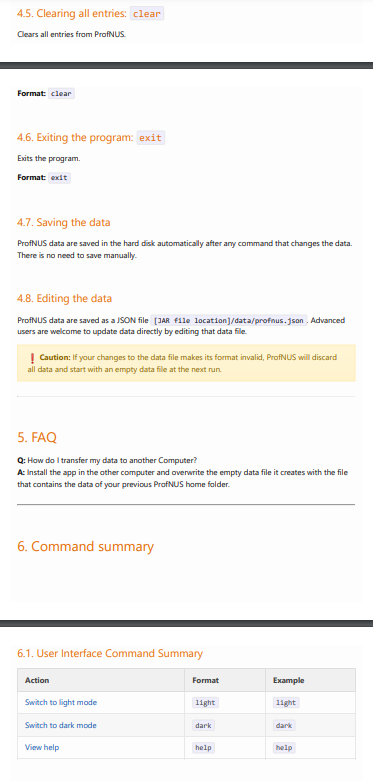 4.5. Clearing all entries: clear
Clears all entries from ProfNUS.
Format: clear
4.6. Exiting the program: exit
Exits the program.
Format: exit
4.7. Saving the data
ProfNUS data are saved in the hard disk automatically after any command that changes the data.
There is no need to save manually.
4.8. Editing the data
ProfNUS data are saved as a JSON file [JAR file location]/data/profnus.json . Advanced
users are welcome to update data directly by editing that data file.
❗ Caution: If your changes to the data file makes its format invalid, ProfNUS will discard
all data and start with an empty data file at the next run.
5. FAQ
Q: How do I transfer my data to another Computer?
A: Install the app in the other computer and overwrite the empty data file it creates with the file
that contains the data of your previous ProfNUS home folder.
6. Command summary
6.1. User Interface Command Summary
Action Format Example
Switch to light mode light light
Switch to dark mode dark dark
View help help help